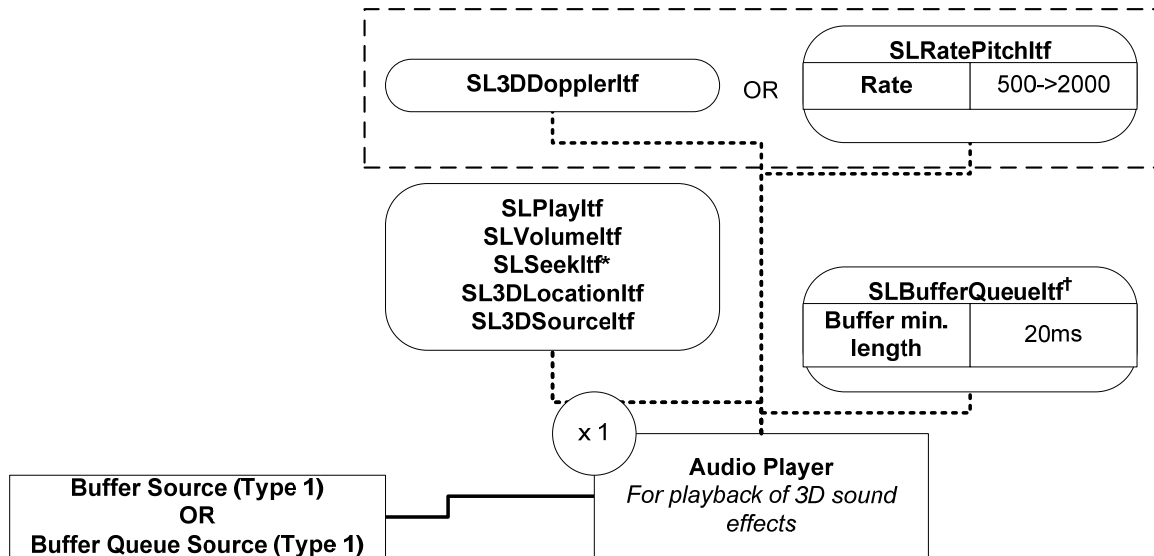 SL3DDopplerItf
OR
SLRatePitchItf
Rate
500->2000
SLPlayItf
SLVolumeItf
SLSeekItf*
SL3DLocationItf
SL3DSourceItf
SLBufferQueueItf†
Buffer min.
length
20ms
x 1
Audio Player
For playback of 3D sound
effects
Buffer Source (Type 1)
OR
Buffer Queue Source (Type 1)